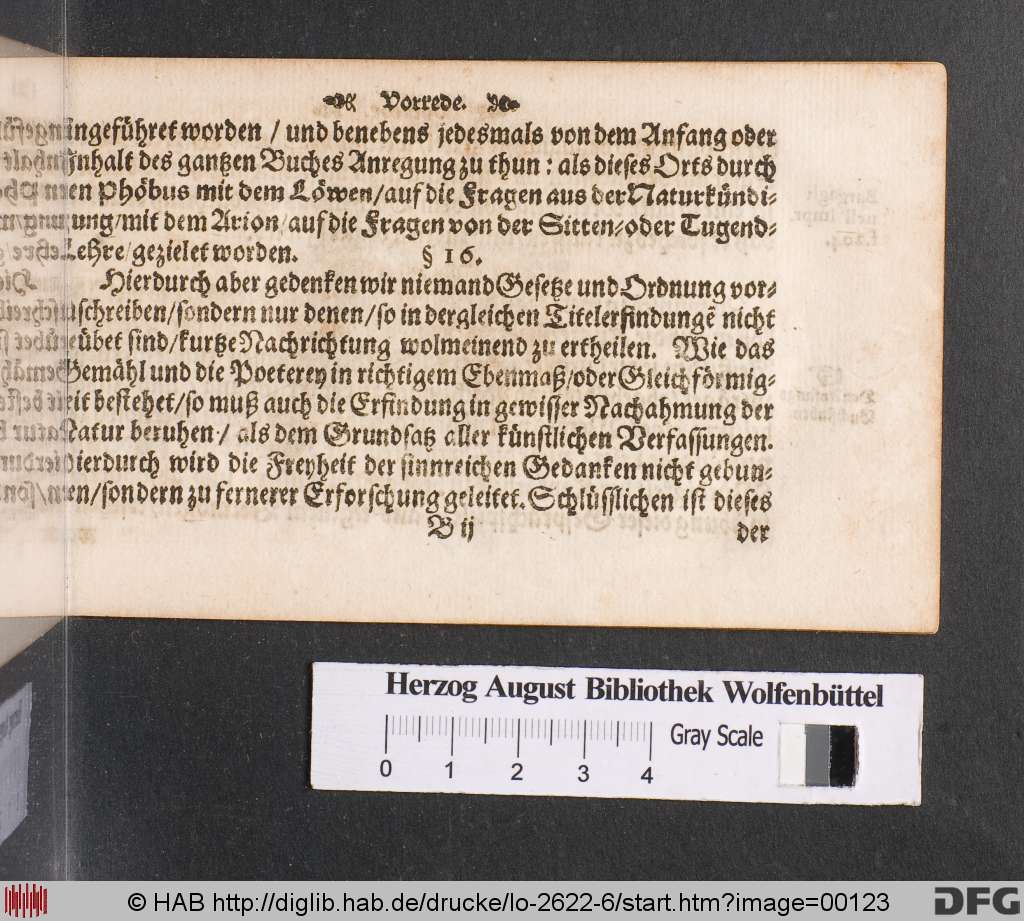 Vorrede.
ingeführet worden / und benebens jedesmals von dem Anfang oder
Inhalt des gantzen Buches Anregung zu thun: als dieses Orts durch
Phöbus mit dem Löwen/auf die Fragen aus der Naturkündi-
ung/mit dem Arion/auf die Fragen von der Sitten-oder Tugend-
Lehre/gezielet worden.
§ 16.
Hierdurch aber gedenken wir niemand Gesetze und Ordnung vor-
schreiben/sondern nur denen/so in dergleichen Titelerfindungẽ nicht
übet sind/kurtze Nachrichtung wolmeinend zu ertheilen. Wie das
Gemähl und die Poeterey in richtigem Ebenmaß/oder Gleichförmig-
eit bestehet/so muß auch die Erfindung in gewisser Nachahmung der
Natur beruhen/ als dem Grundsatz aller künstlichen Verfassungen.
Hierdurch wird die Freyheit der sinnreichen Gedanken nicht gebun-
en/sondern zu fernerer Erforschung geleitet. Schlüsslichen ist dieses
B ij
der
Herzog August Bibliothek Wolfenbüttel
Gray Scale
0 1 2 3 4
© HAB http://diglib.hab.de/drucke/lo-2622-6/start.htm?image=00123
DFG